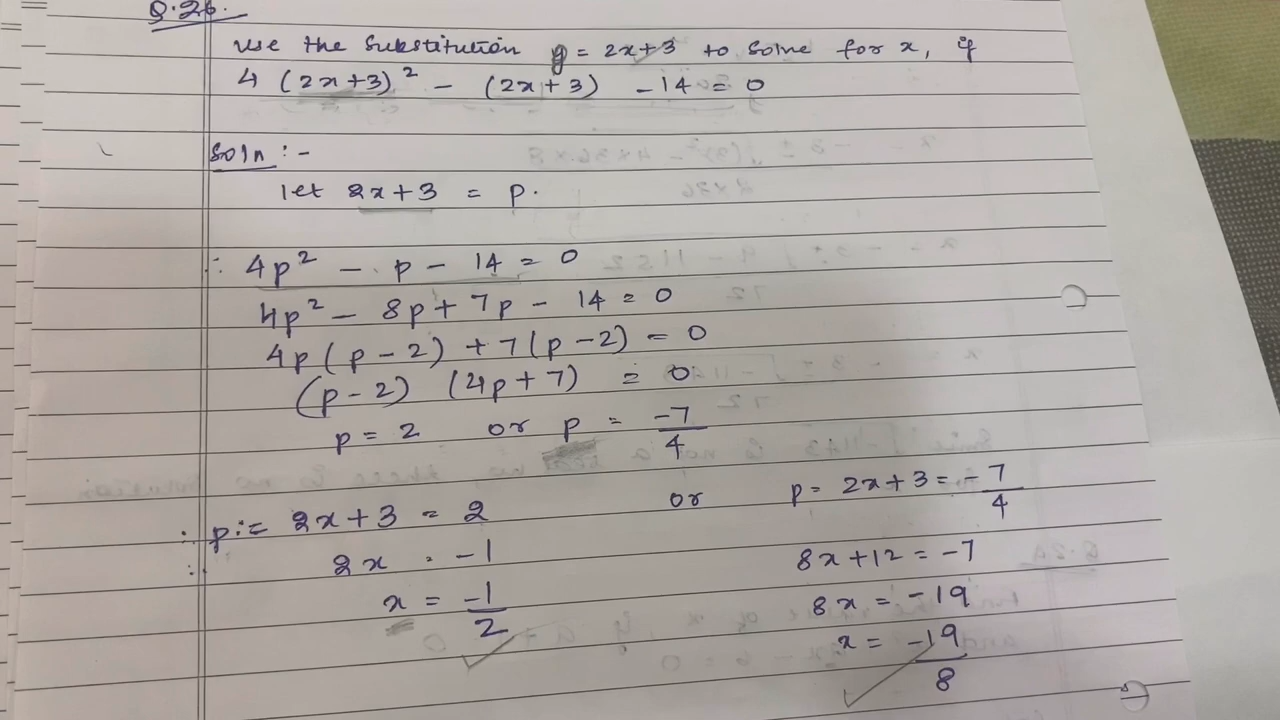 Q.26.
Use the Substitution y = 2x+3 to solve for x, if
4 (2x+3)² - (2x+3) - 14 = 0
Soln :-
let 2x+3 = p.
∴ 4p² - p - 14 = 0
4p² - 8p + 7p - 14 = 0
4p(p-2) + 7(p-2) = 0
(p-2) (4p+7) = 0
p = 2 or p = -7/4
∴ p = 2x+3 = 2 or p = 2x+3 = -7/4
∴ 2x = -1 8x+12 = -7
x = -1/2 8x = -19
x = -19/8